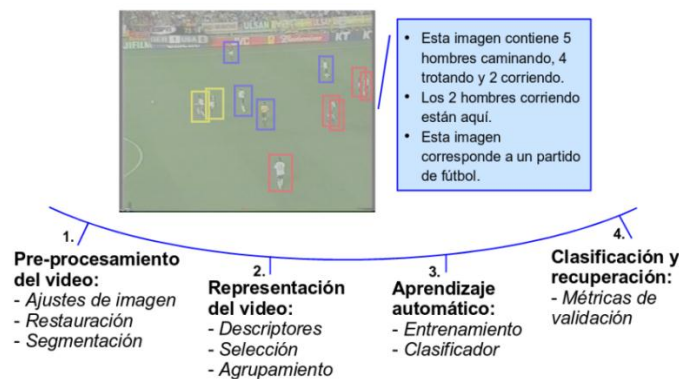 ULSAN
KT
• Esta imagen contiene 5
hombres caminando, 4
trotando y 2 corriendo.
• Los 2 hombres corriendo
están aquí.
• Esta imagen
corresponde a un partido
de fútbol.
1.
Pre-procesamiento
del video:
- Ajustes de imagen
- Restauración
- Segmentación
2.
Representación
del video:
- Descriptores
- Selección
- Agrupamiento
3.
Aprendizaje
automático:
- Entrenamiento
- Clasificador
4.
Clasificación y
recuperación:
- Métricas de
validación